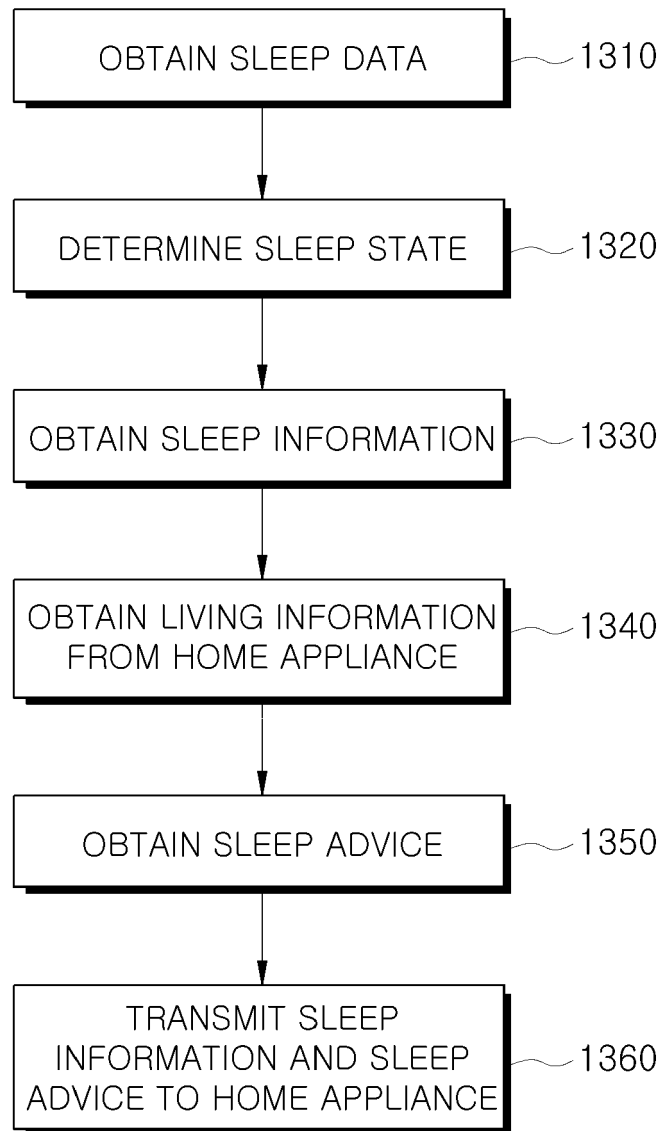 OBTAIN SLEEP DATA
1310
DETERMINE SLEEP STATE
1320
OBTAIN SLEEP INFORMATION
1330
OBTAIN LIVING INFORMATION
FROM HOME APPLIANCE
1340
OBTAIN SLEEP ADVICE
1350
TRANSMIT SLEEP
INFORMATION AND SLEEP
ADVICE TO HOME APPLIANCE
1360